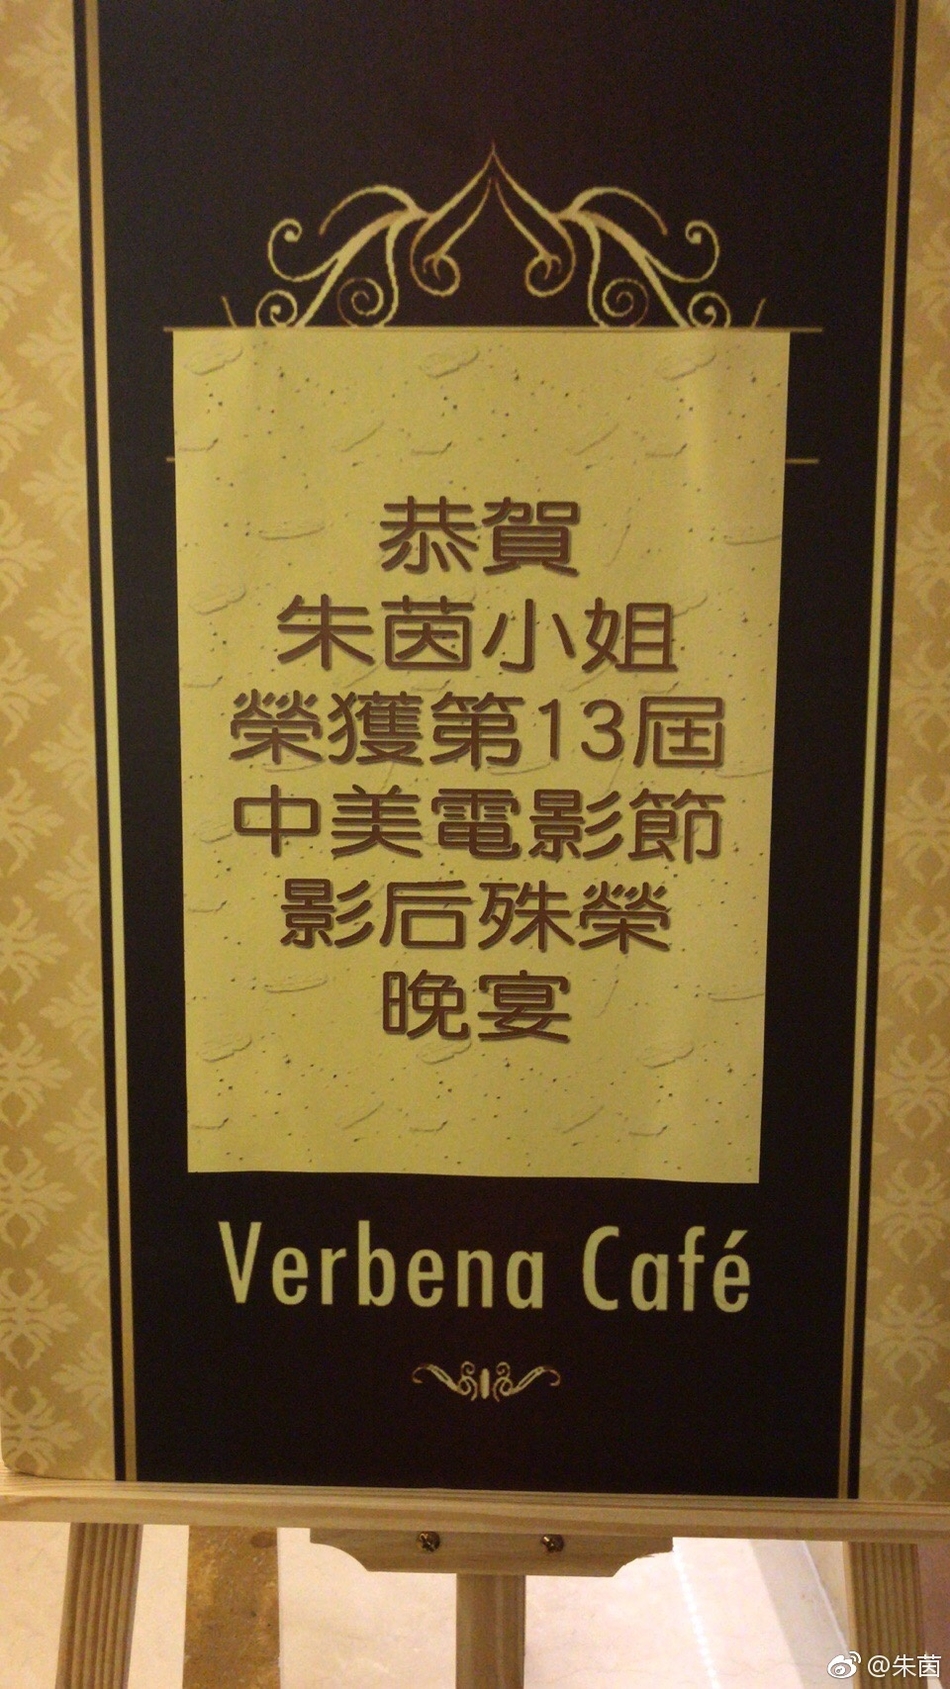 恭賀
朱茵小姐
榮獲第13屆
中美電影節
影后殊榮
晚宴
Verbena Café
@朱茵